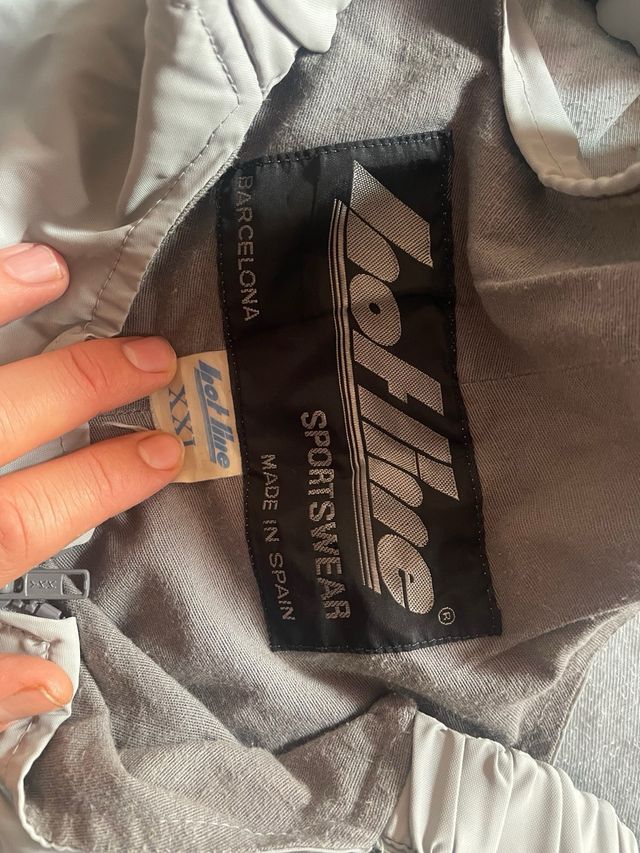 hot line ®
SPORTSWEAR
BARCELONA MADE IN SPAIN
hot line
XXL